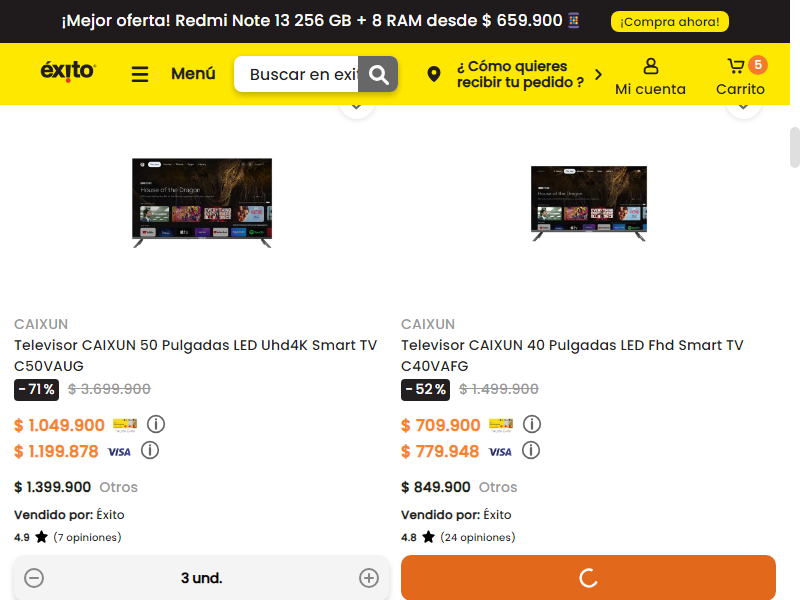 ¡Mejor oferta! Redmi Note 13 256 GB + 8 RAM desde $ 659.900
¡Compra ahora!
éxito
Menú
Buscar en exi
¿ Cómo quieres
recibir tu pedido ?
Mi cuenta
5
Carrito
House of the Dragon
House of the Dragon
CAIXUN
Televisor CAIXUN 50 Pulgadas LED Uhd4K Smart TV
C50VAUG
- 71 % $ 3.699.900
$ 1.049.900
$ 1.199.878 VISA
$ 1.399.900 Otros
Vendido por: Éxito
4.9 (7 opiniones)
3 und.
CAIXUN
Televisor CAIXUN 40 Pulgadas LED Fhd Smart TV
C40VAFG
- 52 % $ 1.499.900
$ 709.900
$ 779.948 VISA
$ 849.900 Otros
Vendido por: Éxito
4.8 (24 opiniones)